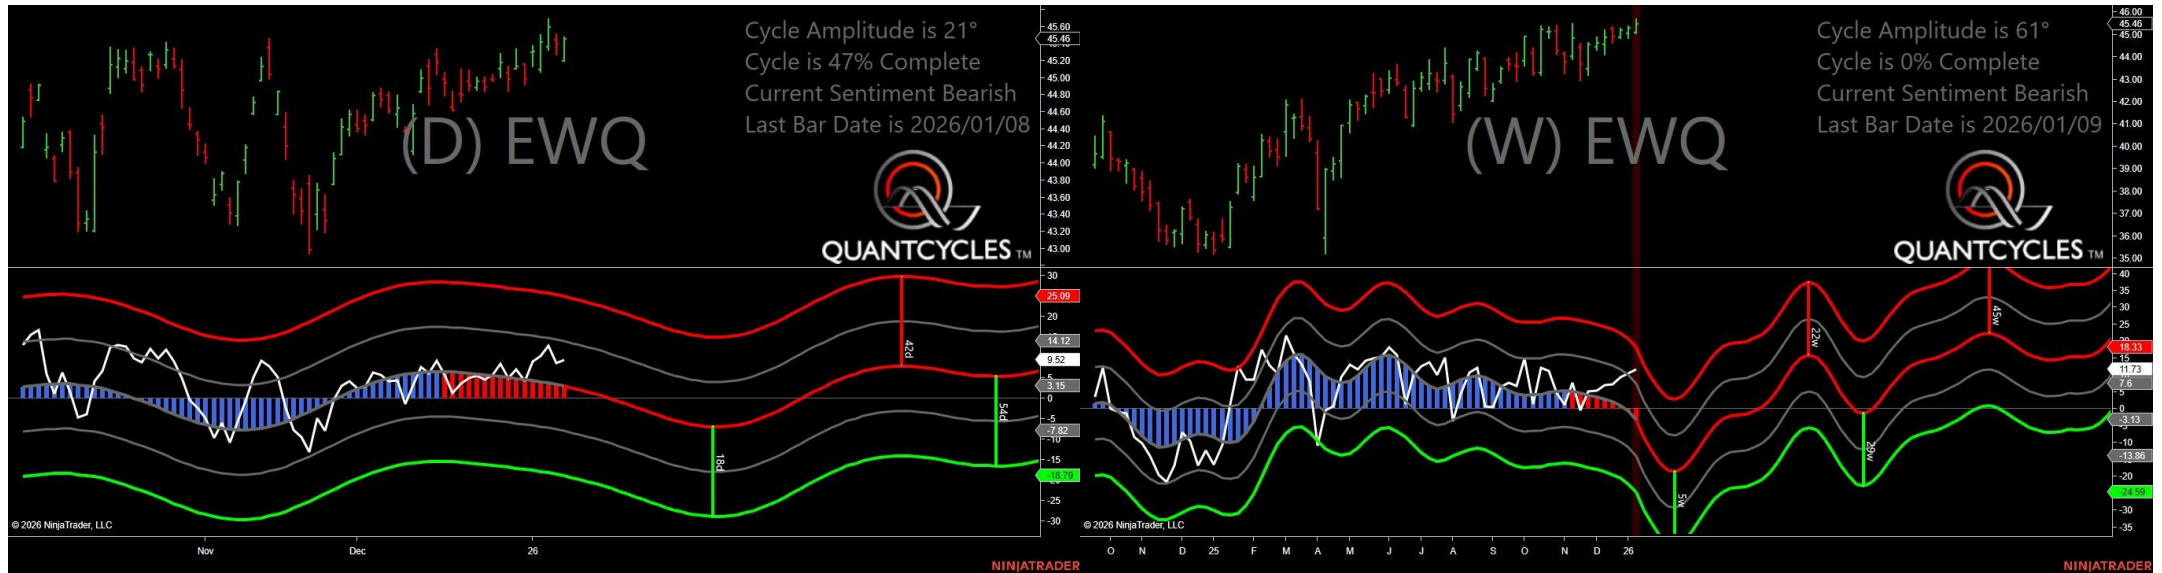 Cycle Amplitude is 21°
Cycle is 47% Complete
Current Sentiment Bearish
Last Bar Date is 2026/01/08
(D) EWQ
QUANTCYCLES TM
45.60
45.46
45.20
45.00
44.80
44.60
44.40
44.20
44.00
43.80
43.60
43.40
43.20
43.00
30
25.09
20
14.12
9.52
5
3.15
0
-5
-7.82
-10
-15
-18.79
-25
-30
42d
18d
54d
© 2026 NinjaTrader, LLC
Nov
Dec
26
NINJATRADER
Cycle Amplitude is 61°
Cycle is 0% Complete
Current Sentiment Bearish
Last Bar Date is 2026/01/09
(W) EWQ
QUANTCYCLES TM
46.00
45.46
45.00
44.00
43.00
42.00
41.00
40.00
39.00
38.00
37.00
36.00
35.00
40
35
30
25
18.33
15
11.73
7.6
5
0
-3.13
-10
-13.86
-20
-24.59
-30
-35
22w
45w
5w
29w
© 2026 NinjaTrader, LLC
O
N
D
25
F
M
A
M
J
J
A
S
O
N
D
26
NINJATRADER